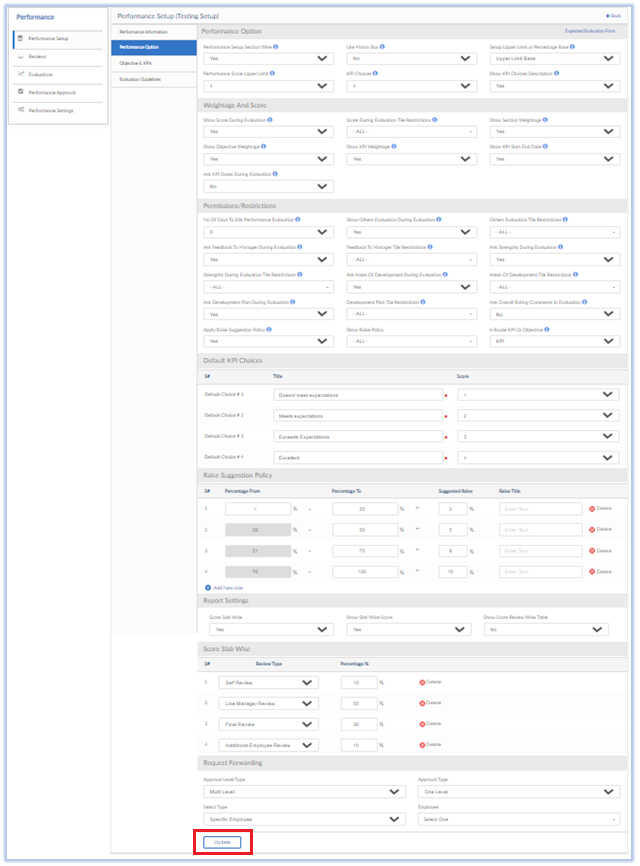 Performance
Performance Setup
Reviews
Evaluations
Performance Approval
Performance Settings
Performance Setup (Testing Setup)
Back
Performance Information
Performance Option
Objective & KPIs
Evaluation Guidelines
Performance Option
Expected Evaluation Form
Performance Setup Section Wise Use Matrix Box Setup Upper Limit or Percentage Base
Yes No Upper Limit Base
Performance Score Upper Limit KPI Choices Show KPI Choices Description
4 4 Yes
Weightage And Score
Show Score During Evaluation Score During Evaluation Tile Restrictions Show Section Weightage
Yes --ALL-- Yes
Show Objective Weightage Show KPI Weightage Show KPI Start End Date
Yes Yes Yes
Ask KPI Dates During Evaluation
No
Permissions/Restrictions
No Of Days To Edit Performance Evaluation Show Others Evaluation During Evaluation Others Evaluation Tile Restrictions
0 Yes --ALL--
Ask Feedback To Manager During Evaluation Feedback To Manager Tile Restrictions Ask Strengths During Evaluation
Yes --ALL-- Yes
Strengths During Evaluation Tile Restrictions Ask Areas Of Development During Evaluation Areas Of Development Tile Restrictions
--ALL-- Yes --ALL--
Ask Development Plan During Evaluation Development Plan Tile Restrictions Ask Overall Rating/Comments In Evaluation
Yes --ALL-- No
Apply Raise Suggestion Policy Show Raise Policy Is Route KPI Or Objective
Yes --ALL-- KPI
Default KPI Choices
S# Title Score
Default Choice # 1 Doesnt meet expectations 1
Default Choice # 2 Meets expectations 2
Default Choice # 3 Exceeds Expectations 3
Default Choice # 4 Excellent 4
Raise Suggestion Policy
S# Percentage From Percentage To Suggested Raise Raise Title
1 1 % - 25 % 2 % Enter Text Delete
2 26 % - 50 % 5 % Enter Text Delete
3 51 % - 75 % 8 % Enter Text Delete
4 76 % - 100 % 10 % Enter Text Delete
Add New Line
Report Settings
Score Slab Wise Show Slab Wise Score Show Score Review Wise Table
Yes Yes No
Score Slab Wise
S# Review Type Percentage %
1 Self Review 10 % Delete
2 Line Manager Review 50 % Delete
3 Final Review 30 % Delete
4 Additional Employee Review 10 % Delete
Request Forwarding
Approval Level Type Approval Type
Multi Level One Level
Select Type Employee
Specific Employee Select One
Update